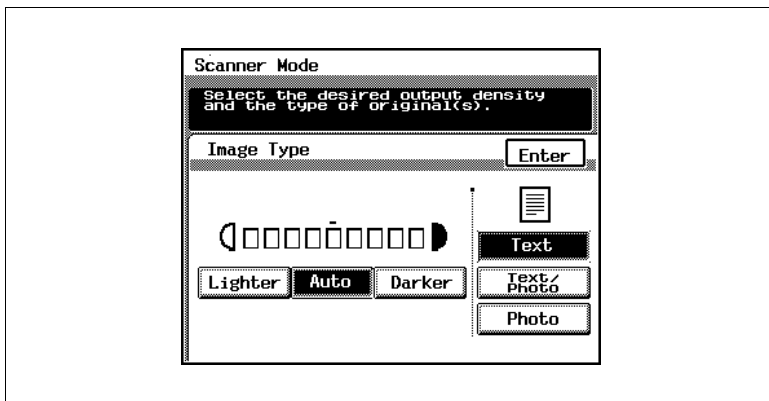 Scanner Mode
Select the desired output density
and the type of original(s).
Image Type
Enter
Text
Lighter Auto Darker
Text/
Photo
Photo